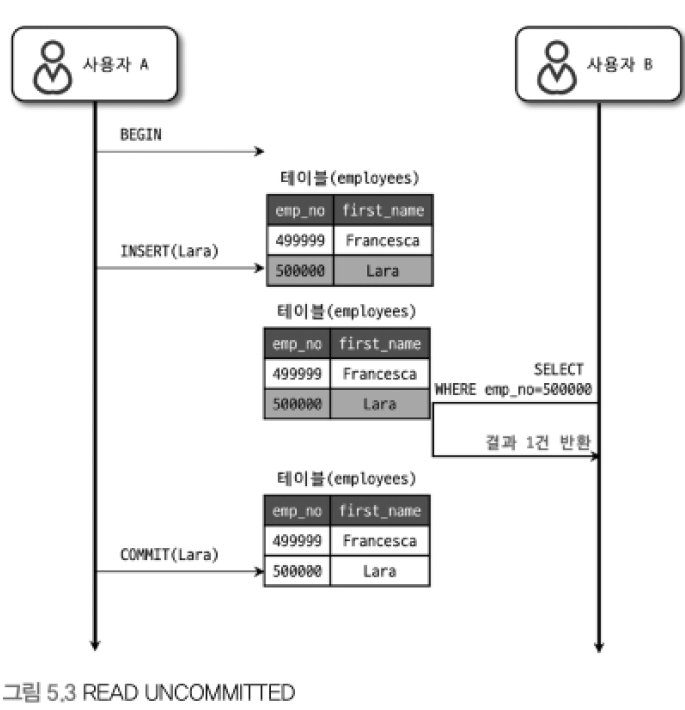 사용자 A
사용자 B
BEGIN
테이블(employees)
emp_no first_name
499999 Francesca
INSERT(Lara)
500000 Lara
테이블(employees)
emp_no first_name
499999 Francesca
500000 Lara
SELECT
WHERE emp_no=500000
결과 1건 반환
테이블(employees)
emp_no first_name
499999 Francesca
COMMIT(Lara)
500000 Lara
그림 5.3 READ UNCOMMITTED